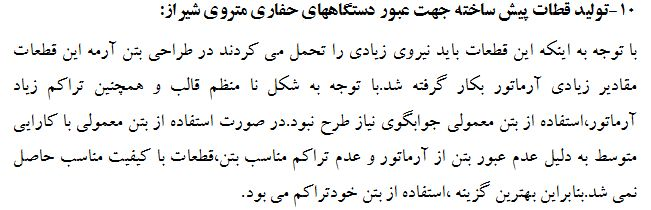 ۱۰-تولید قطات پیش ساخته جهت عبور دستگاههای حفاری متروی شیراز:
با توجه به اینکه این قطعات باید نیروی زیادی را تحمل می کردند در طراحی بتن آرمه این قطعات
مقادیر زیادی آرماتور بکار گرفته شد.با توجه به شکل نا منظم قالب و همچنین تراکم زیاد
آرماتور،استفاده از بتن معمولی جوابگوی نیاز طرح نبود.در صورت استفاده از بتن معمولی با کارایی
متوسط به دلیل عدم عبور بتن از آرماتور و عدم تراکم مناسب بتن،قطعات با کیفیت مناسب حاصل
نمی شد.بنابراین بهترین گزینه ،استفاده از بتن خودتراکم می بود.